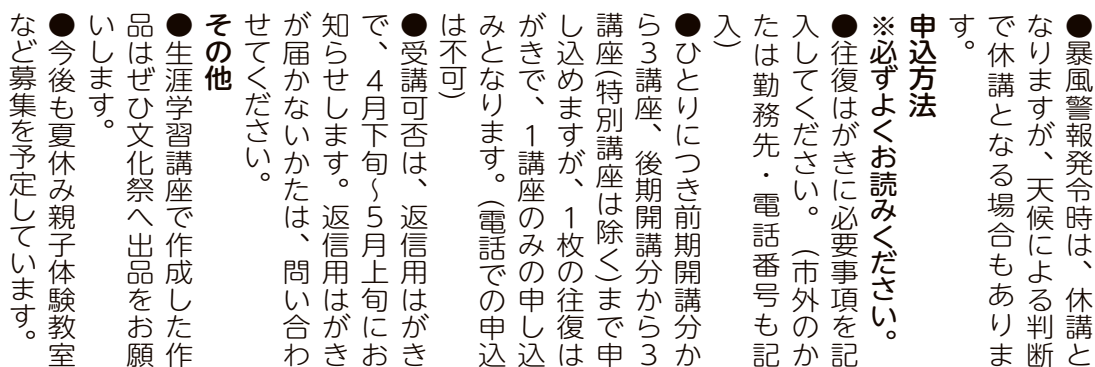 ●暴風警報発令時は、休講と
なりますが、天候による判断
で休講となる場合もありま
す。
申込方法
※必ずよくお読みください。
●往復はがきに必要事項を記
入してください。（市外のか
たは勤務先・電話番号も記
入）
●ひとりにつき前期開講分か
ら３講座、後期開講分から３
講座（特別講座は除く）まで申
し込めますが、１枚の往復は
がきで、１講座のみの申し込
みとなります。（電話での申込
は不可）
●受講可否は、返信用はがき
で、４月下旬～５月上旬にお
知らせします。返信用はがき
が届かないかたは、問い合わ
せてください。
その他
●生涯学習講座で作成した作
品はぜひ文化祭へ出品をお願
いします。
●今後も夏休み親子体験教室
など募集を予定しています。